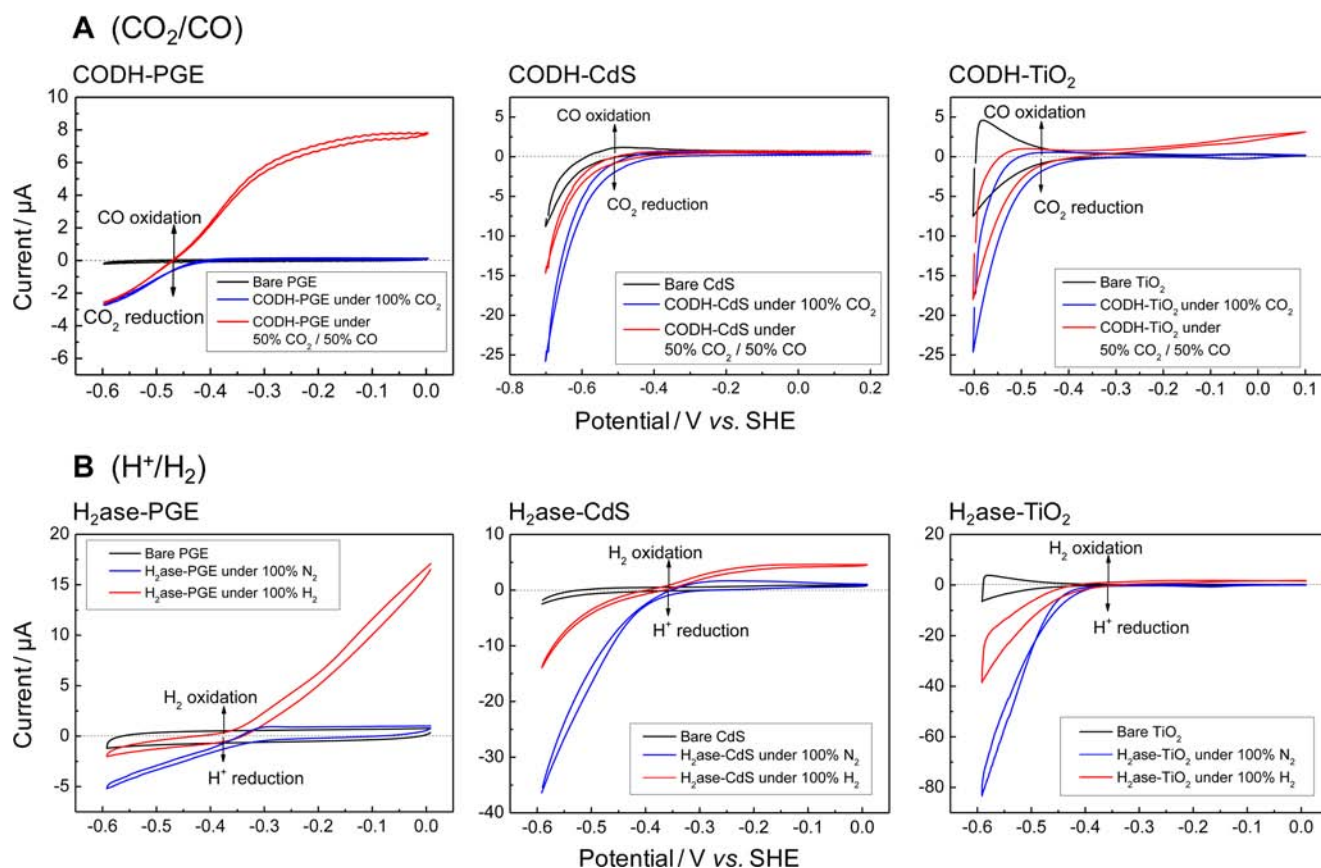 A (CO₂/CO)
CODH-PGE
CODH-CdS
CODH-TiO₂
Current / μA
8
6
4
2
0
-2
-4
-6
CO oxidation
CO₂ reduction
Bare PGE
CODH-PGE under 100% CO₂
CODH-PGE under
50% CO₂ / 50% CO
-0.6 -0.5 -0.4 -0.3 -0.2 -0.1 0.0
5
0
-5
-10
-15
-20
-25
CO oxidation
CO₂ reduction
Bare CdS
CODH-CdS under 100% CO₂
CODH-CdS under
50% CO₂ / 50% CO
-0.8 -0.6 -0.4 -0.2 0.0 0.2
5
0
-5
-10
-15
-20
-25
CO oxidation
CO₂ reduction
Bare TiO₂
CODH-TiO₂ under 100% CO₂
CODH-TiO₂ under
50% CO₂ / 50% CO
-0.6 -0.5 -0.4 -0.3 -0.2 -0.1 0.0 0.1
Potential / V vs. SHE
B (H⁺/H₂)
H₂ase-PGE
H₂ase-CdS
H₂ase-TiO₂
Current / μA
20
15
10
5
0
-5
Bare PGE
H₂ase-PGE under 100% N₂
H₂ase-PGE under 100% H₂
H₂ oxidation
H⁺ reduction
-0.6 -0.5 -0.4 -0.3 -0.2 -0.1 0.0
10
0
-10
-20
-30
-40
H₂ oxidation
H⁺ reduction
Bare CdS
H₂ase-CdS under 100% N₂
H₂ase-CdS under 100% H₂
-0.6 -0.5 -0.4 -0.3 -0.2 -0.1 0.0
20
0
-20
-40
-60
-80
H₂ oxidation
H⁺ reduction
Bare TiO₂
H₂ase-TiO₂ under 100% N₂
H₂ase-TiO₂ under 100% H₂
-0.6 -0.5 -0.4 -0.3 -0.2 -0.1 0.0
Potential / V vs. SHE